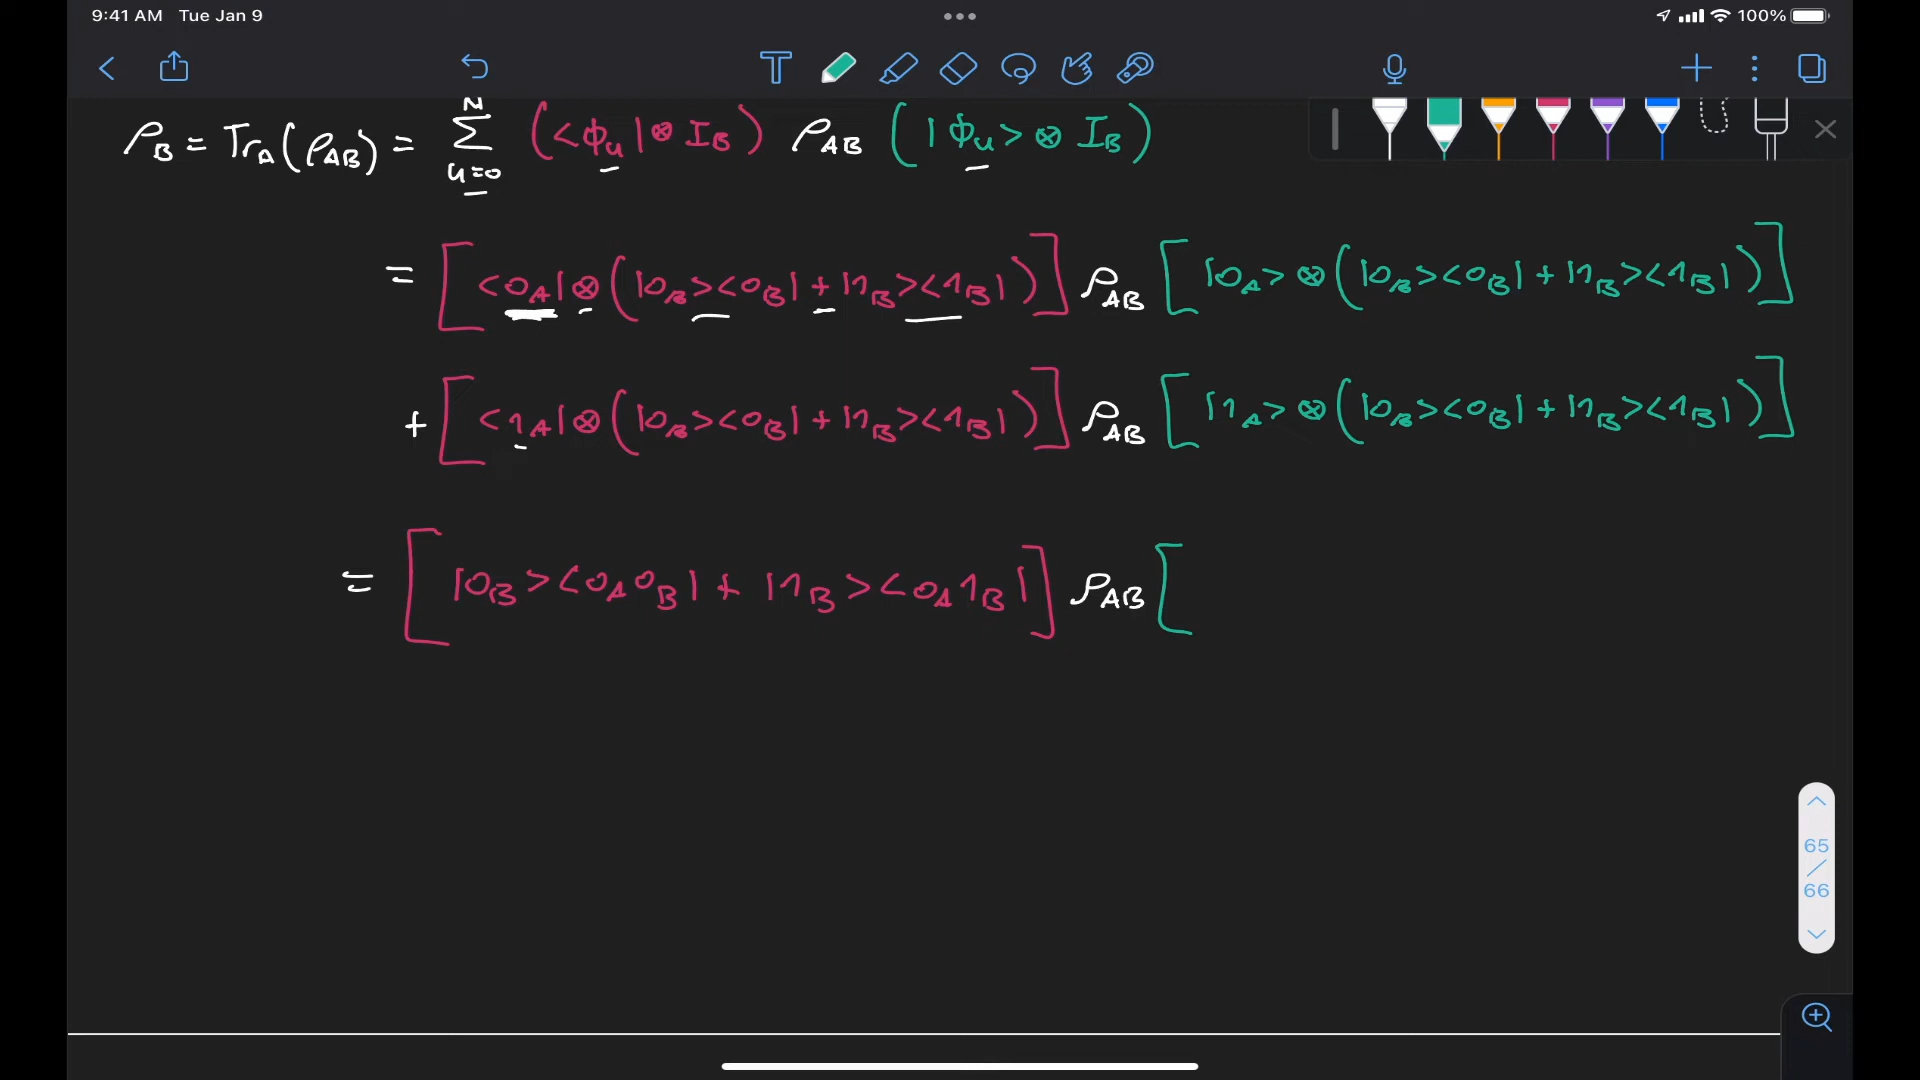 9:41 AM Tue Jan 9 100%
ρ_B = Tr_A(ρ_AB) = Σ_{u=0}^{N} (<ϕ_u|⊗ I_B) ρ_AB (|ϕ_u> ⊗ I_B)
= [<0_A|⊗(|0_B><0_B| + |1_B><1_B|)] ρ_AB [|0_A> ⊗ (|0_B><0_B| + |1_B><1_B|)]
+ [<1_A|⊗(|0_B><0_B| + |1_B><1_B|)] ρ_AB [|1_A> ⊗ (|0_B><0_B| + |1_B><1_B|)]
= [|0_B><0_A 0_B| + |1_B><0_A 1_B|] ρ_AB [
65
66